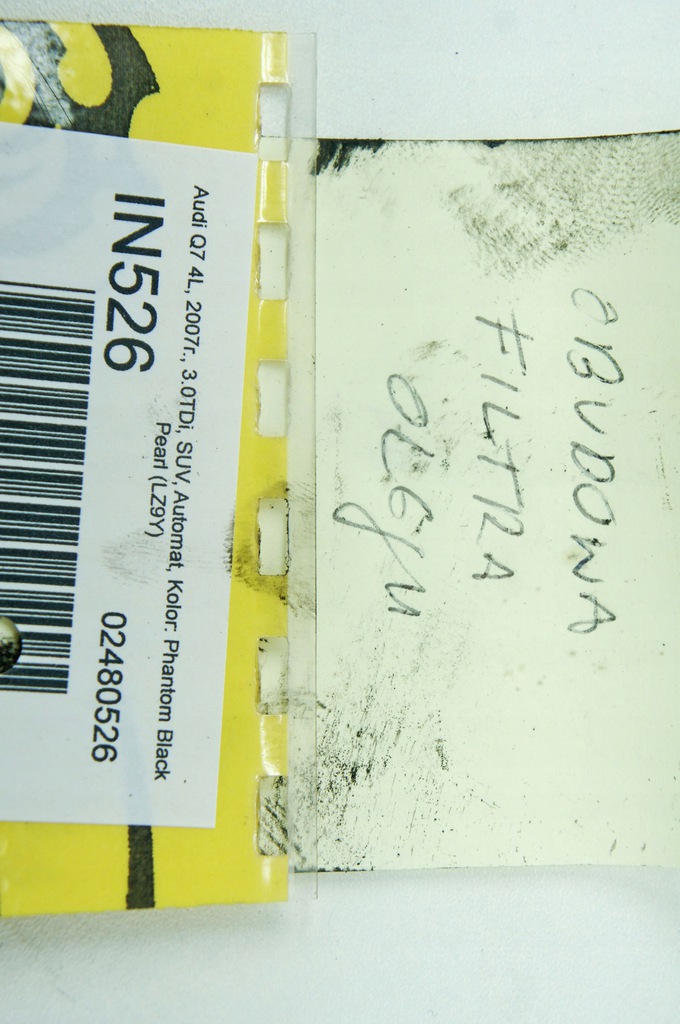 OBUDOWA
FILTRA
OLEJU
Audi Q7 4L, 2007r., 3.0TDi, SUV, Automat, Kolor: Phantom Black
Pearl (LZ9Y)
IN526
02480526